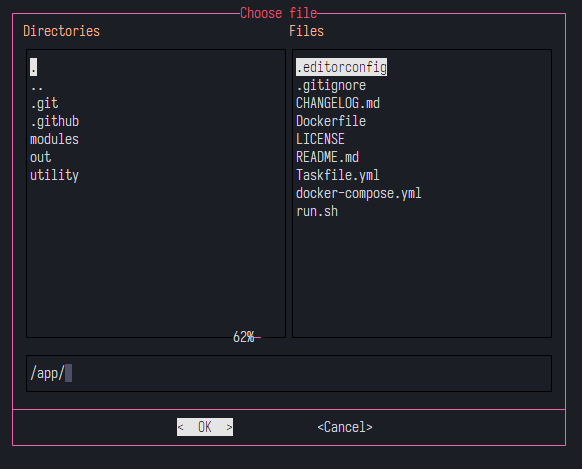 Choose file
Directories
Files
.
..
.git
.github
modules
out
utility
.editorconfig
.gitignore
CHANGELOG.md
Dockerfile
LICENSE
README.md
Taskfile.yml
docker-compose.yml
run.sh
62%
/app/
< OK >
<Cancel>